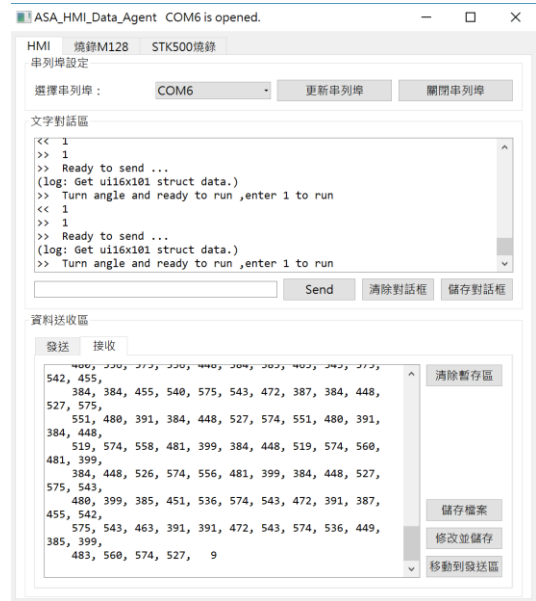 ASA_HMI_Data_Agent COM6 is opened.
HMI 燒錄M128 STK500燒錄
串列埠設定
選擇串列埠： COM6 更新串列埠 關閉串列埠
文字對話區
<< 1
>> 1
>> Ready to send ...
(log: Get ui16x101 struct data.)
>> Turn angle and ready to run ,enter 1 to run
<< 1
>> 1
>> Ready to send ...
(log: Get ui16x101 struct data.)
>> Turn angle and ready to run ,enter 1 to run
Send 清除對話框 儲存對話框
資料送收區
發送 接收
542, 455,
384, 384, 455, 540, 575, 543, 472, 387, 384, 448,
527, 575,
551, 480, 391, 384, 448, 527, 574, 551, 480, 391,
384, 448,
519, 574, 558, 481, 399, 384, 448, 519, 574, 560,
481, 399,
384, 448, 526, 574, 556, 481, 399, 384, 448, 527,
575, 543,
480, 399, 385, 451, 536, 574, 543, 472, 391, 387,
455, 542,
575, 543, 463, 391, 391, 472, 543, 574, 536, 449,
385, 399,
483, 560, 574, 527, 9
清除暫存區
儲存檔案
修改並儲存
移動到發送區